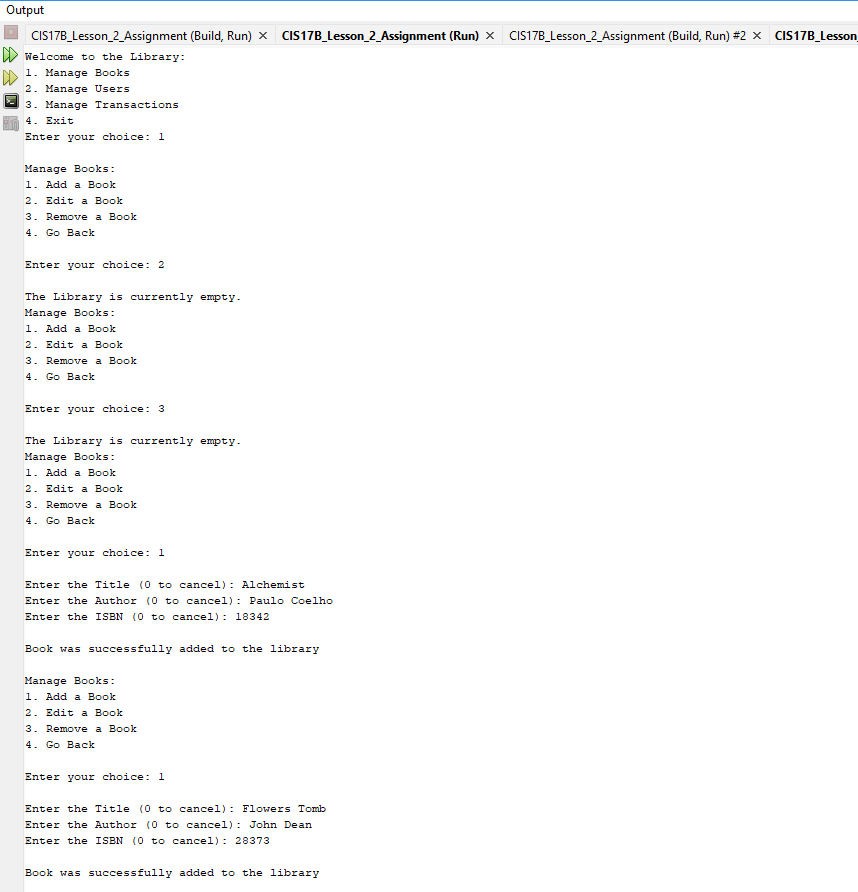 Output
CIS17B_Lesson_2_Assignment (Build, Run) CIS17B_Lesson_2_Assignment (Run) CIS17B_Lesson_2_Assignment (Build, Run) #2 CIS17B_Lesson_
Welcome to the Library:
1. Manage Books
2. Manage Users
3. Manage Transactions
4. Exit
Enter your choice: 1
Manage Books:
1. Add a Book
2. Edit a Book
3. Remove a Book
4. Go Back
Enter your choice: 2
The Library is currently empty.
Manage Books:
1. Add a Book
2. Edit a Book
3. Remove a Book
4. Go Back
Enter your choice: 3
The Library is currently empty.
Manage Books:
1. Add a Book
2. Edit a Book
3. Remove a Book
4. Go Back
Enter your choice: 1
Enter the Title (0 to cancel): Alchemist
Enter the Author (0 to cancel): Paulo Coelho
Enter the ISBN (0 to cancel): 18342
Book was successfully added to the library
Manage Books:
1. Add a Book
2. Edit a Book
3. Remove a Book
4. Go Back
Enter your choice: 1
Enter the Title (0 to cancel): Flowers Tomb
Enter the Author (0 to cancel): John Dean
Enter the ISBN (0 to cancel): 28373
Book was successfully added to the library